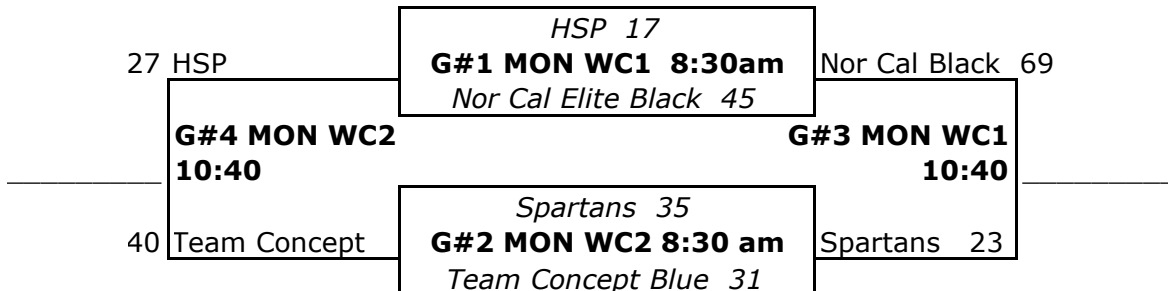 HSP 17
27 HSP G#1 MON WC1 8:30am Nor Cal Black 69
Nor Cal Elite Black 45
G#4 MON WC2 G#3 MON WC1
10:40 10:40
Spartans 35
40 Team Concept G#2 MON WC2 8:30 am Spartans 23
Team Concept Blue 31